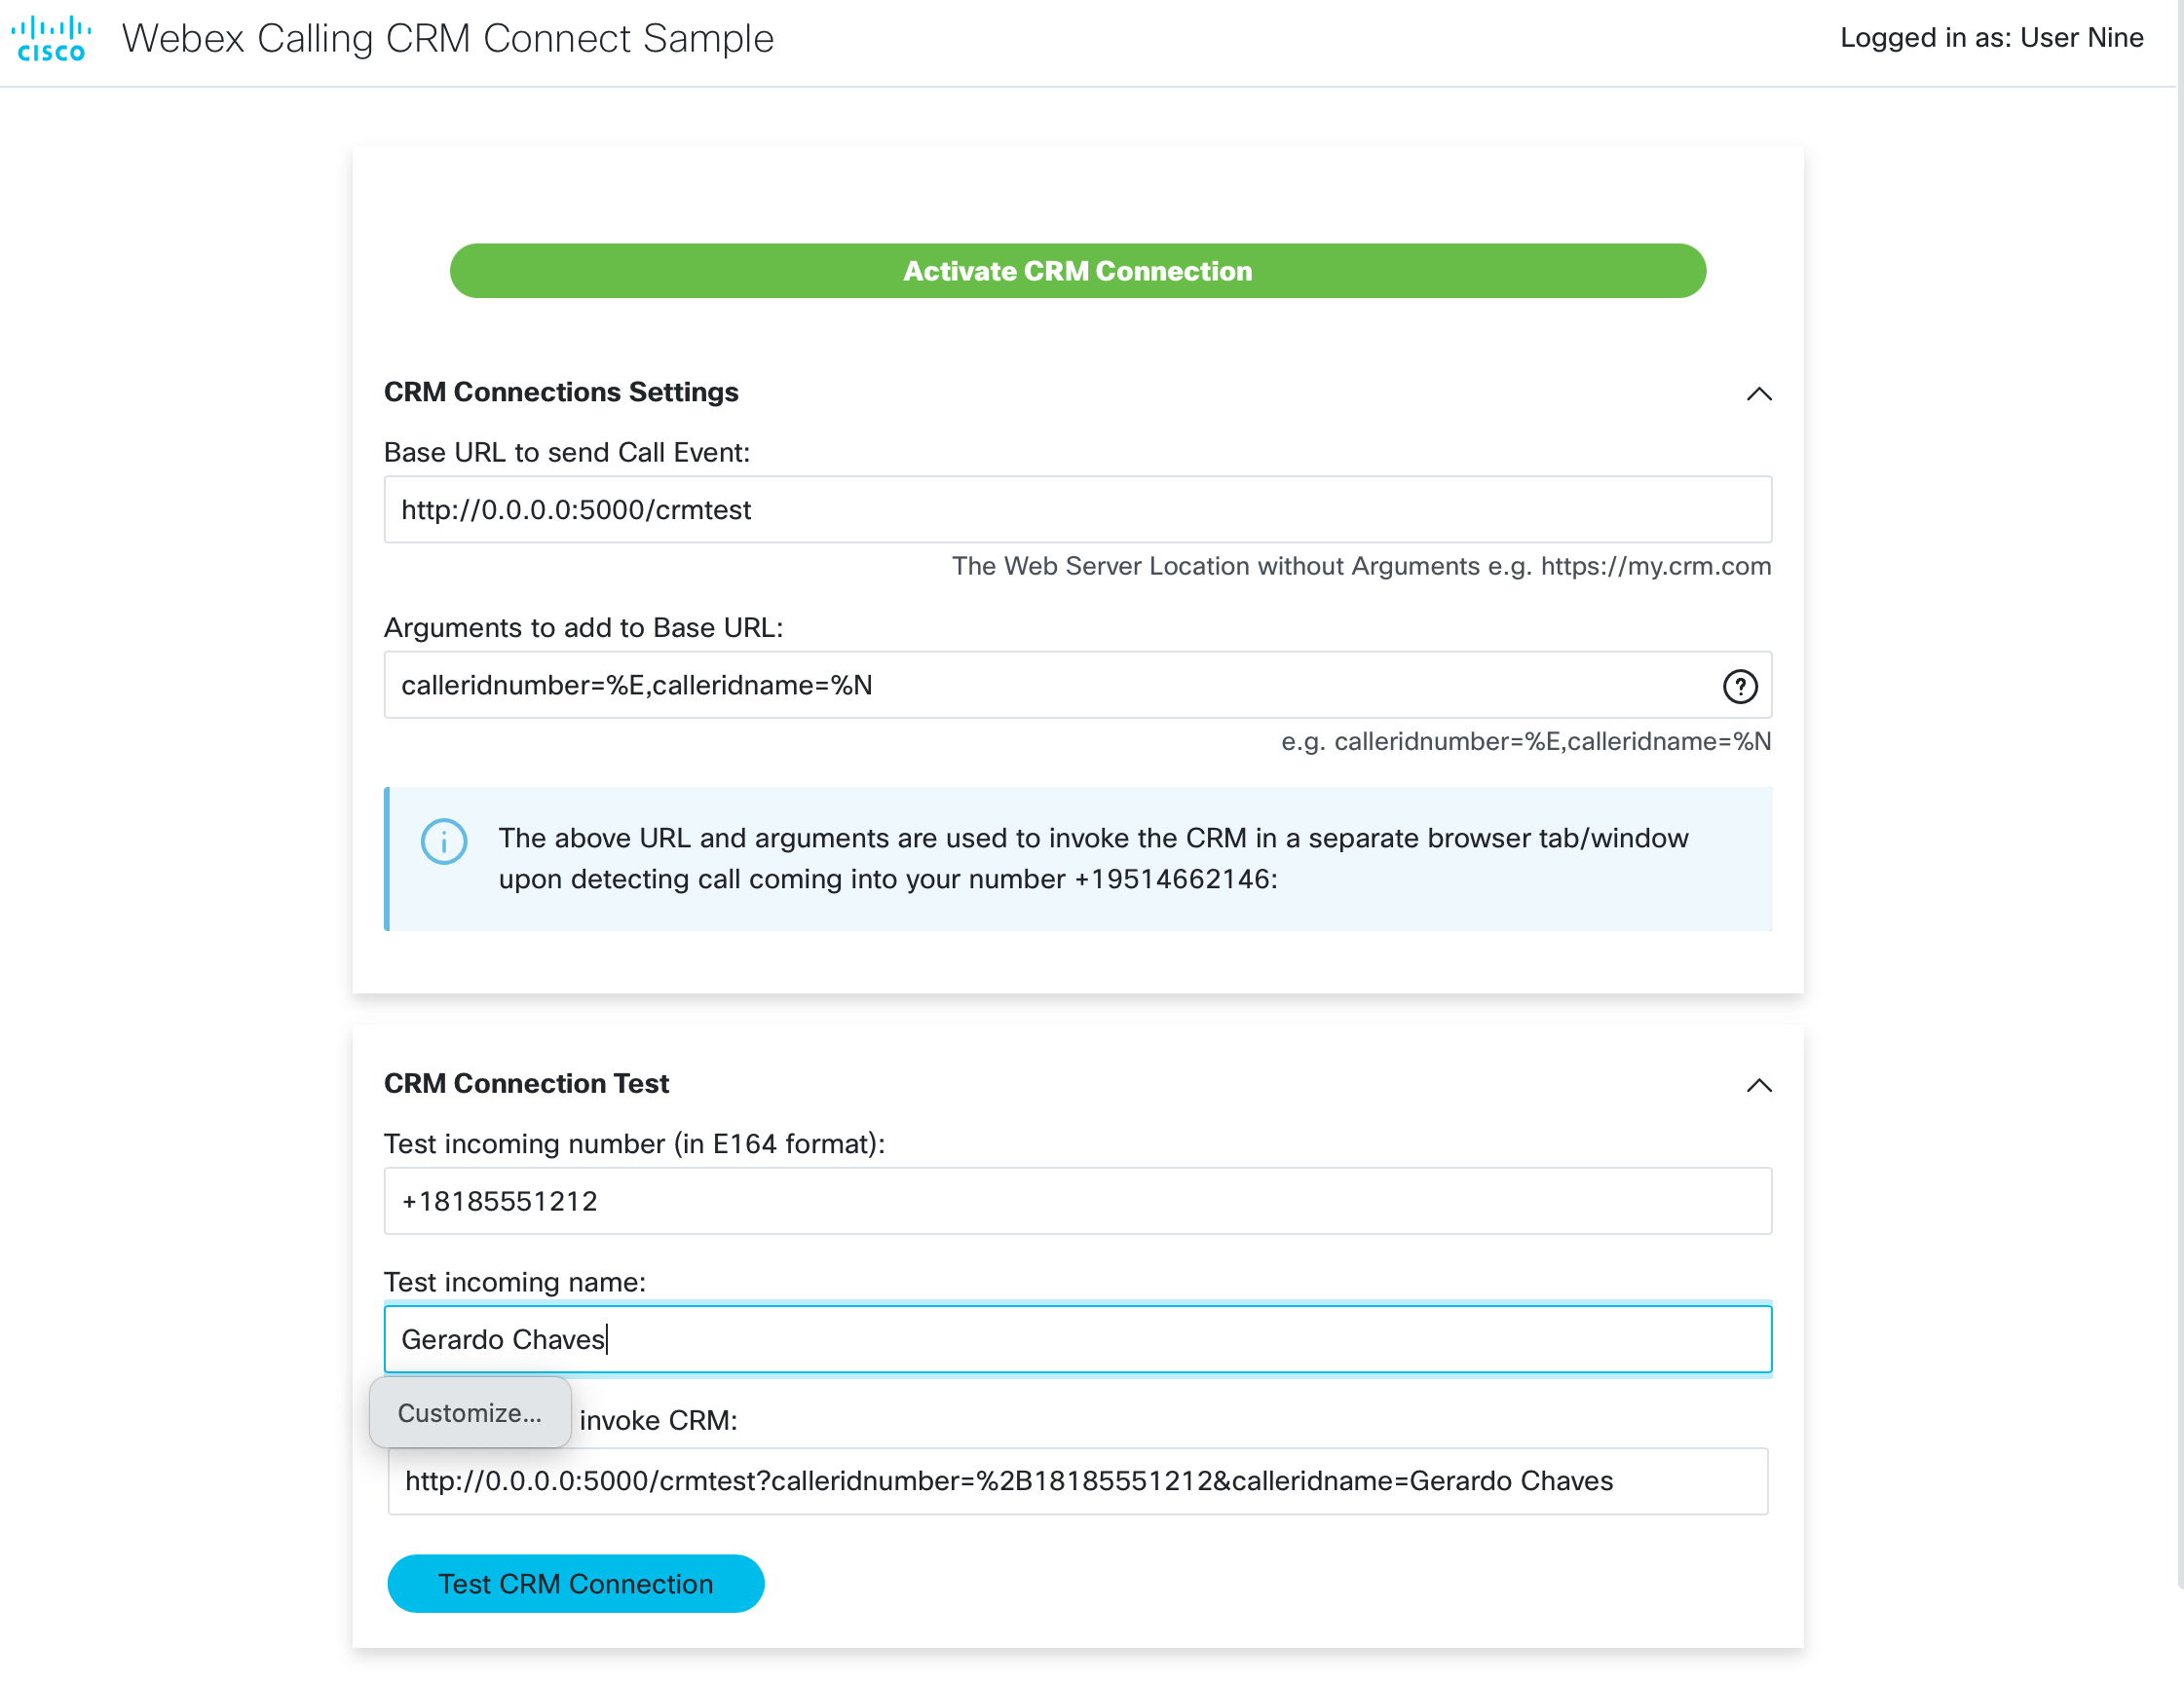 CISCO
Webex Calling CRM Connect Sample
Logged in as: User Nine
Activate CRM Connection
CRM Connections Settings
Base URL to send Call Event:
http://0.0.0.0:5000/crmtest
The Web Server Location without Arguments e.g. https://my.crm.com
Arguments to add to Base URL:
calleridnumber=%E,calleridname=%N
?
e.g. calleridnumber=%E,calleridname=%N
The above URL and arguments are used to invoke the CRM in a separate browser tab/window
upon detecting call coming into your number +19514662146:
CRM Connection Test
Test incoming number (in E164 format):
+18185551212
Test incoming name:
Gerardo Chaves
Customize...
invoke CRM:
http://0.0.0.0:5000/crmtest?calleridnumber=%2B18185551212&calleridname=Gerardo Chaves
Test CRM Connection